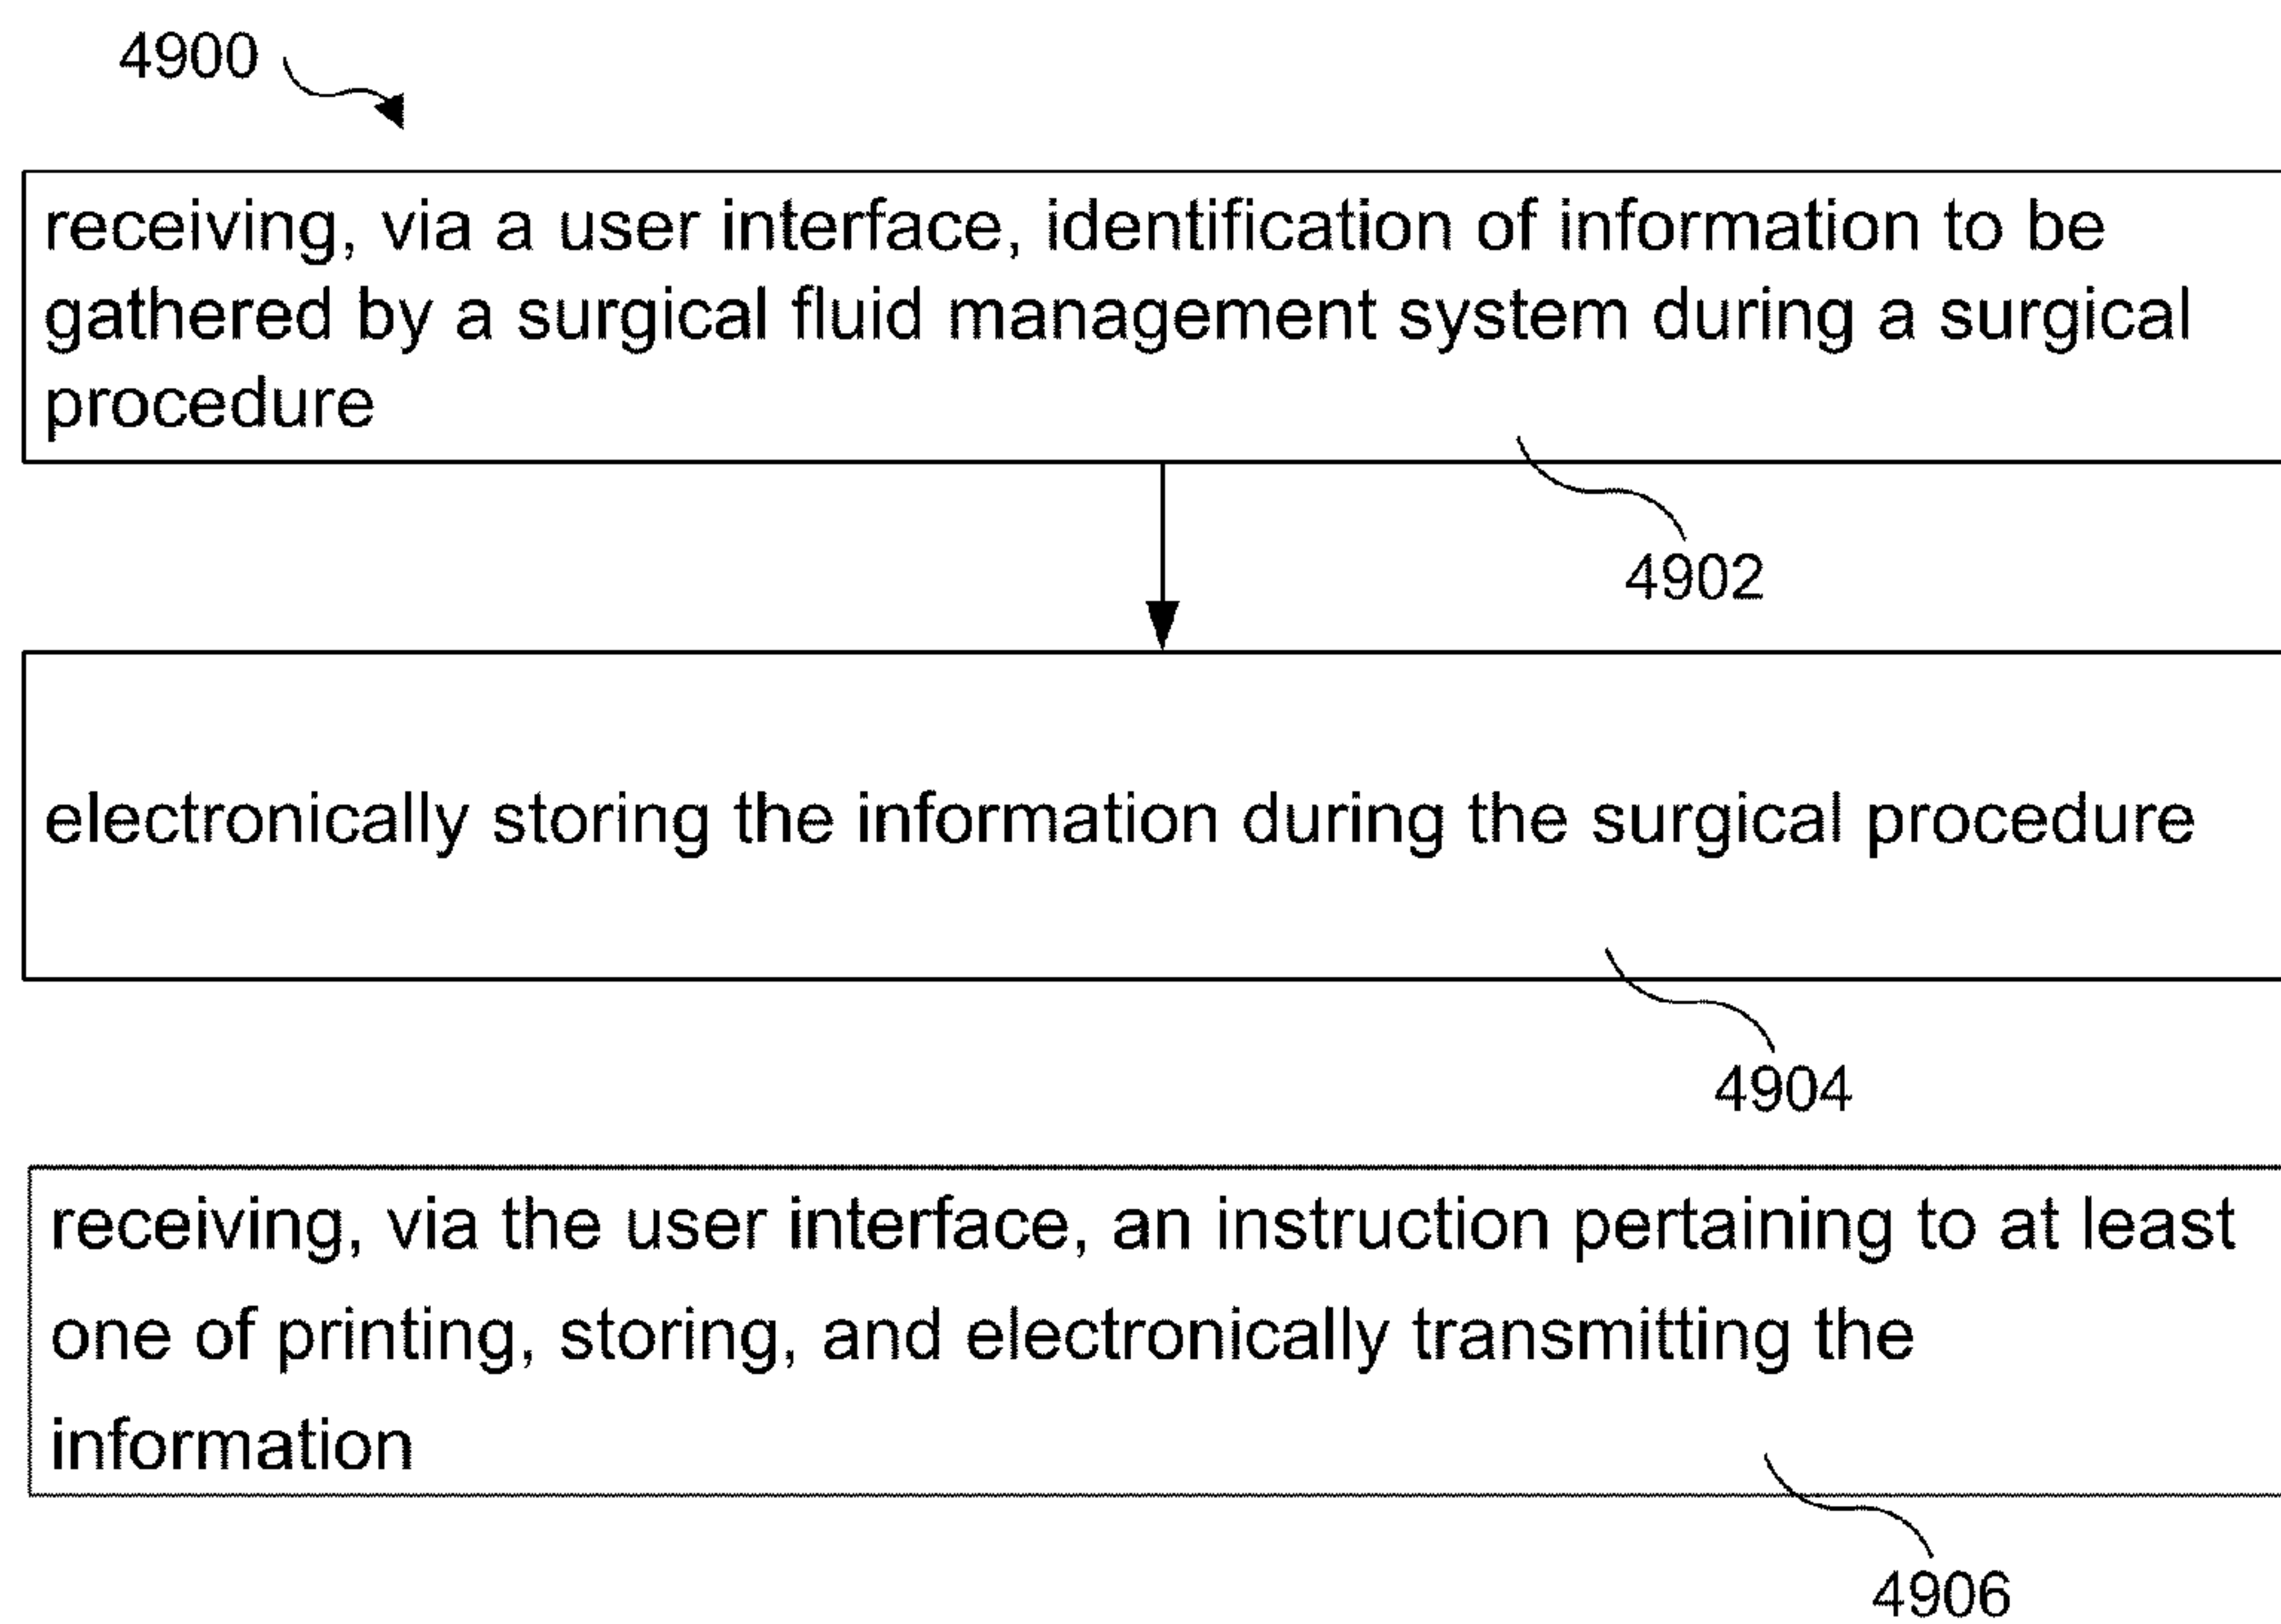 4900
receiving, via a user interface, identification of information to be
gathered by a surgical fluid management system during a surgical
procedure
4902
electronically storing the information during the surgical procedure
4904
receiving, via the user interface, an instruction pertaining to at least
one of printing, storing, and electronically transmitting the
information
4906